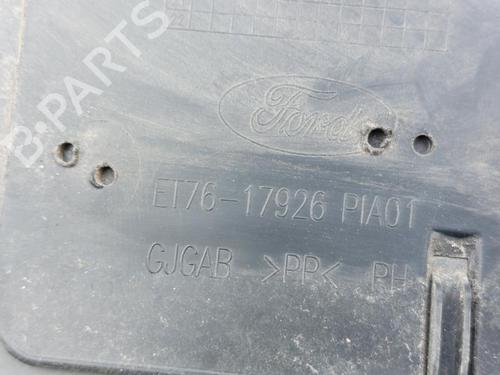 B-PARTS
Ford
ET76-17926 PIA01
GJGAB >PP< RH